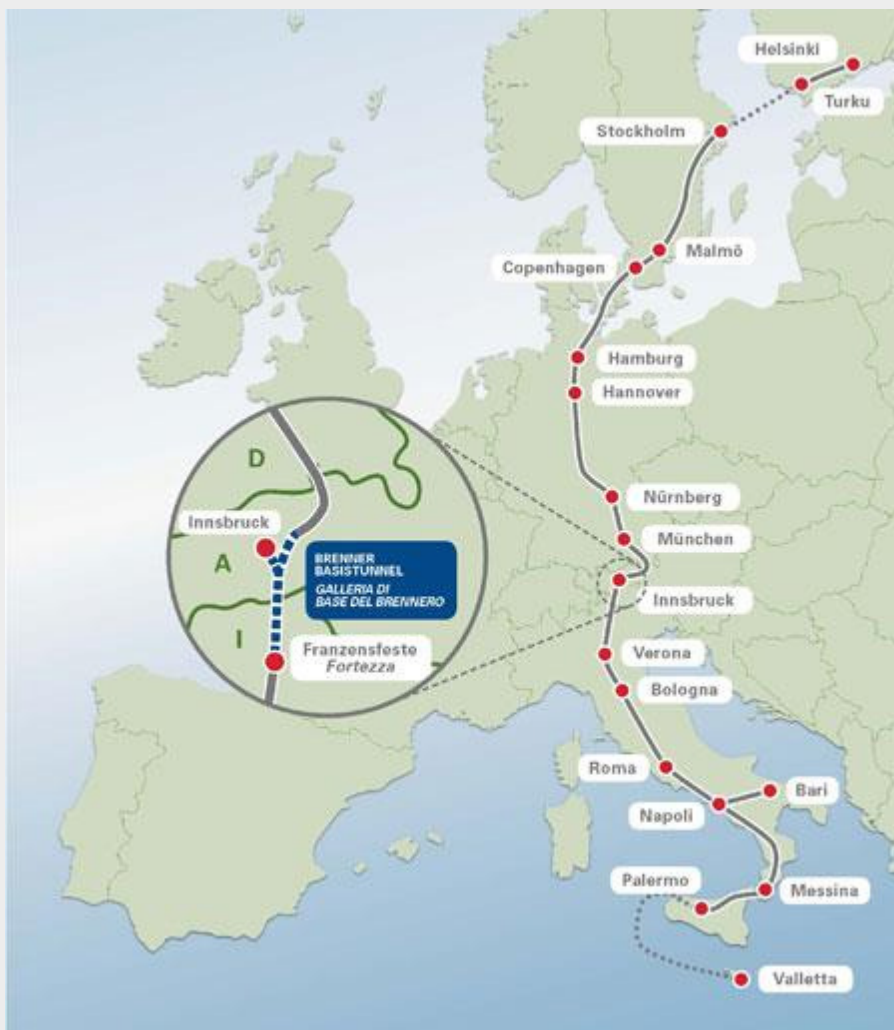 Helsinki
Turku
Stockholm
Malmö
Copenhagen
Hamburg
Hannover
D
Innsbruck
A
BRENNER
BASISTUNNEL
GALLERIA DI
BASE DEL BRENNERO
I
Franzensfeste
Fortezza
Nürnberg
München
Innsbruck
Verona
Bologna
Roma
Bari
Napoli
Palermo
Messina
Valletta